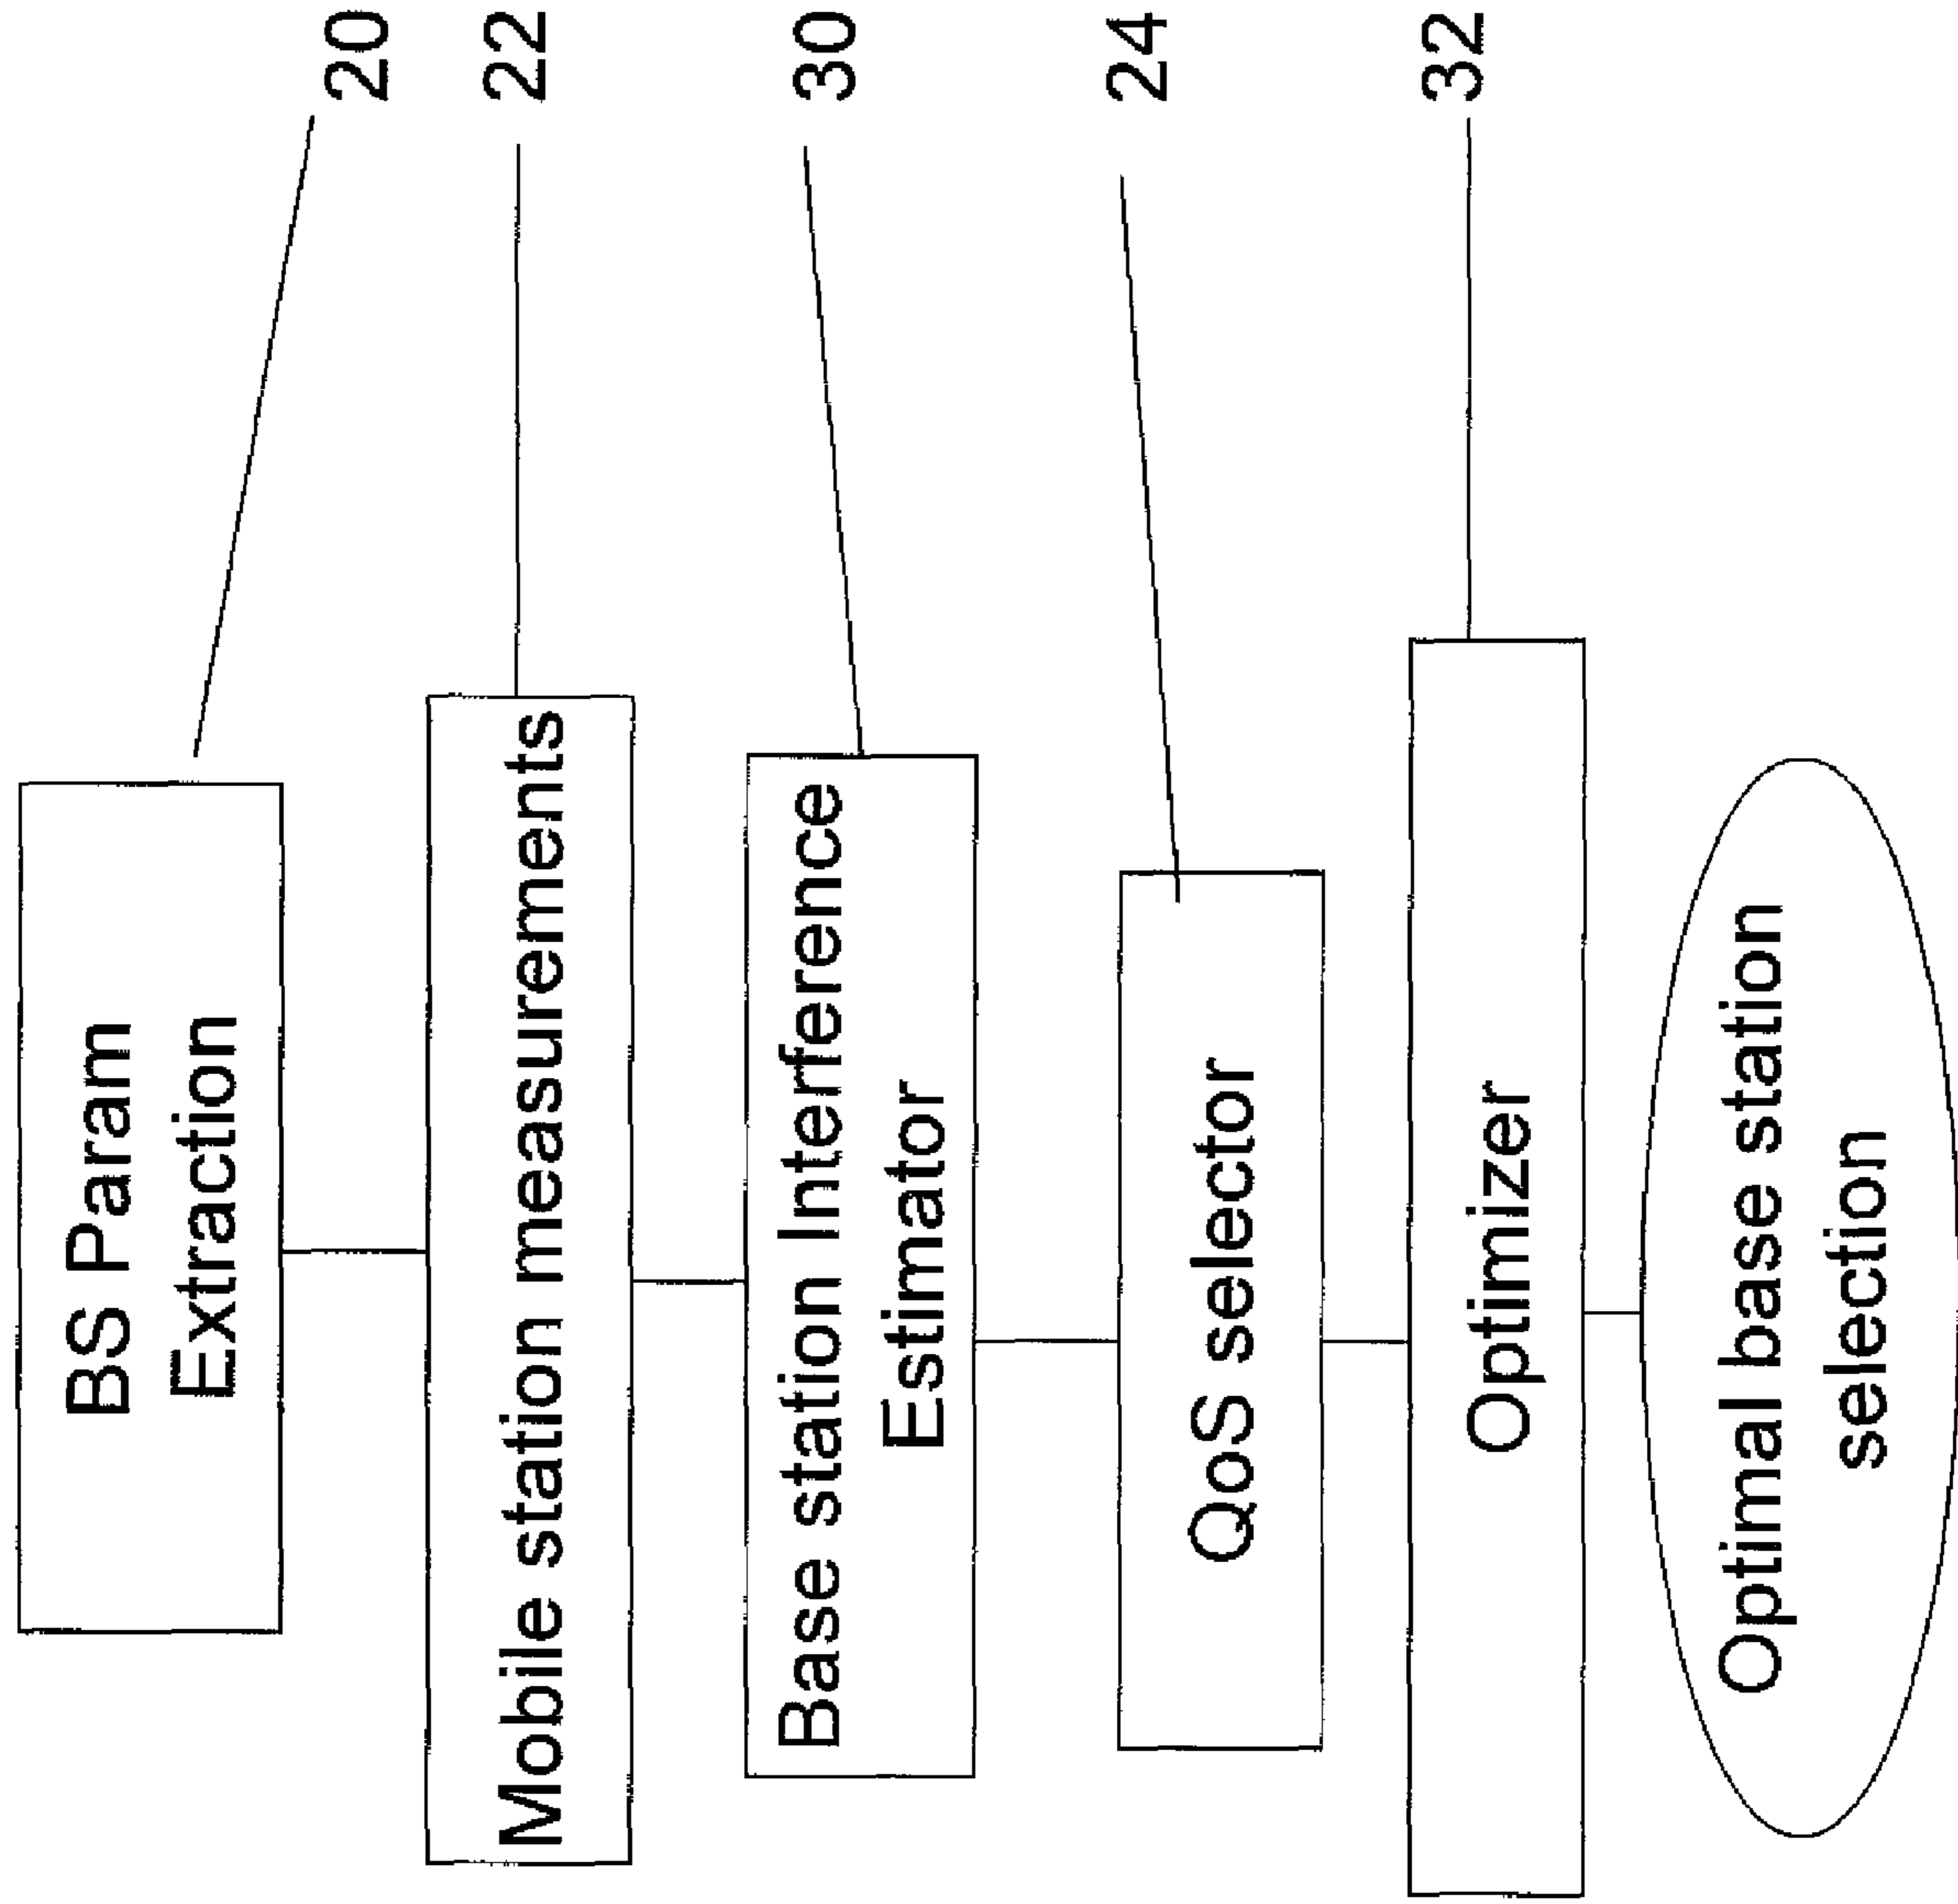 BS Param
Extraction
20
Mobile station measurements
22
Base station Interference
Estimator
30
QoS selector
24
Optimizer
32
Optimal base station
selection